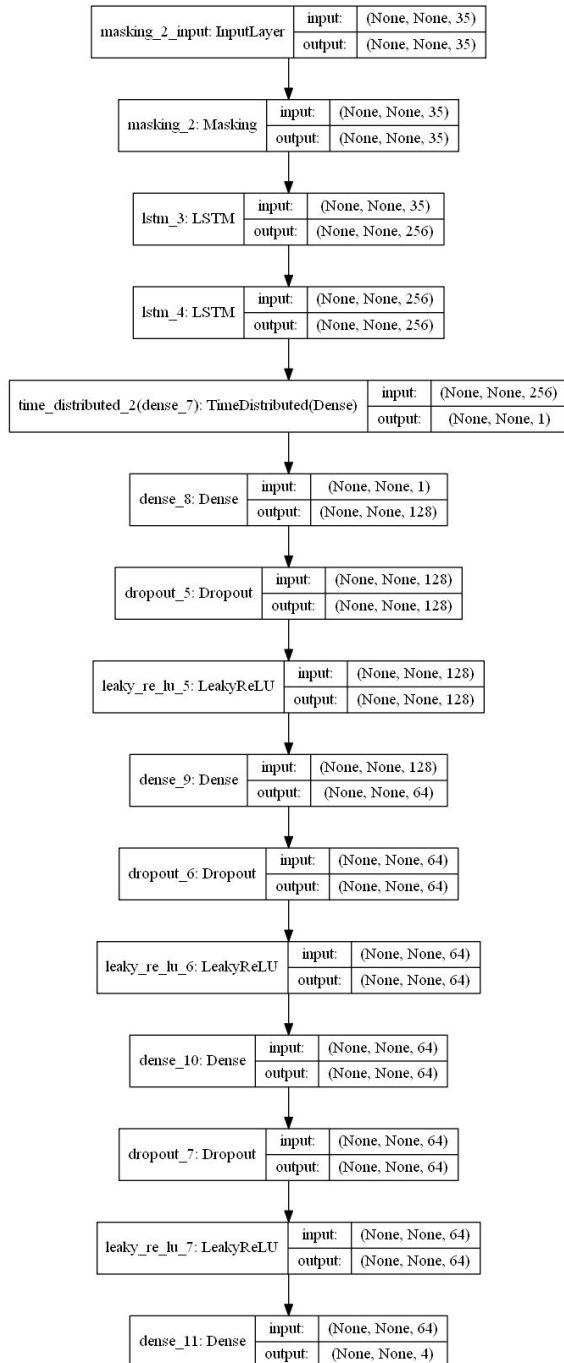 masking_2_input: InputLayer input: (None, None, 35)
output: (None, None, 35)
masking_2: Masking input: (None, None, 35)
output: (None, None, 35)
lstm_3: LSTM input: (None, None, 35)
output: (None, None, 256)
lstm_4: LSTM input: (None, None, 256)
output: (None, None, 256)
time_distributed_2(dense_7): TimeDistributed(Dense) input: (None, None, 256)
output: (None, None, 1)
dense_8: Dense input: (None, None, 1)
output: (None, None, 128)
dropout_5: Dropout input: (None, None, 128)
output: (None, None, 128)
leaky_re_lu_5: LeakyReLU input: (None, None, 128)
output: (None, None, 128)
dense_9: Dense input: (None, None, 128)
output: (None, None, 64)
dropout_6: Dropout input: (None, None, 64)
output: (None, None, 64)
leaky_re_lu_6: LeakyReLU input: (None, None, 64)
output: (None, None, 64)
dense_10: Dense input: (None, None, 64)
output: (None, None, 64)
dropout_7: Dropout input: (None, None, 64)
output: (None, None, 64)
leaky_re_lu_7: LeakyReLU input: (None, None, 64)
output: (None, None, 64)
dense_11: Dense input: (None, None, 64)
output: (None, None, 4)